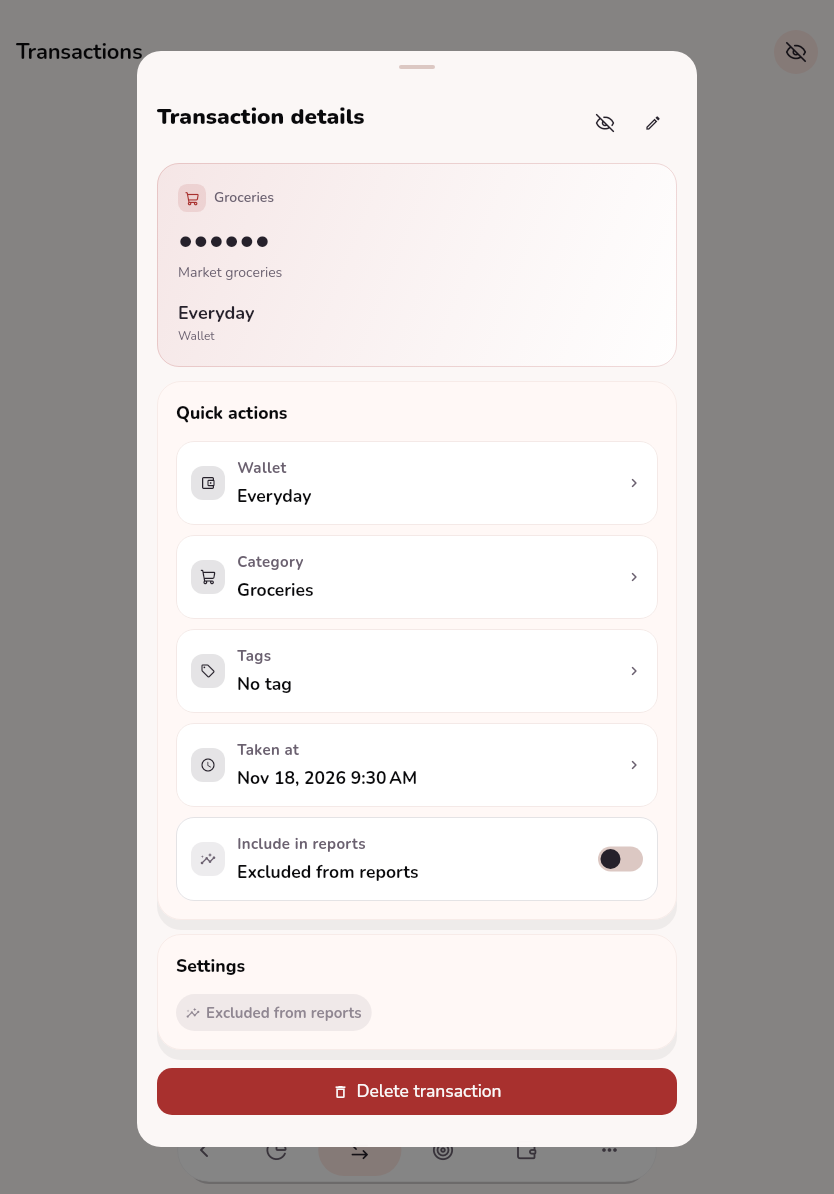 Transactions
Transaction details
Groceries
••••••
Market groceries
Everyday
Wallet
Quick actions
Wallet
Everyday
Category
Groceries
Tags
No tag
Taken at
Nov 18, 2026 9:30 AM
Include in reports
Excluded from reports
Settings
Excluded from reports
Delete transaction